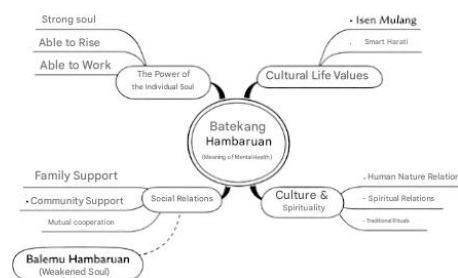 Strong soul
Able to Rise
Able to Work
The Power of
the Individual Soul
• Isen Mulang
. Smart Harati
Cultural Life Values
Batekang
Hambaruan
(Meaning of Mental Health)
Family Support
• Community Support
Mutual cooperation
Social Relations
Culture &
Spirituality
. Human Nature Relation
- Spiritual Relations
- Traditional Rituals
Balemu Hambaruan
(Weakened Soul)